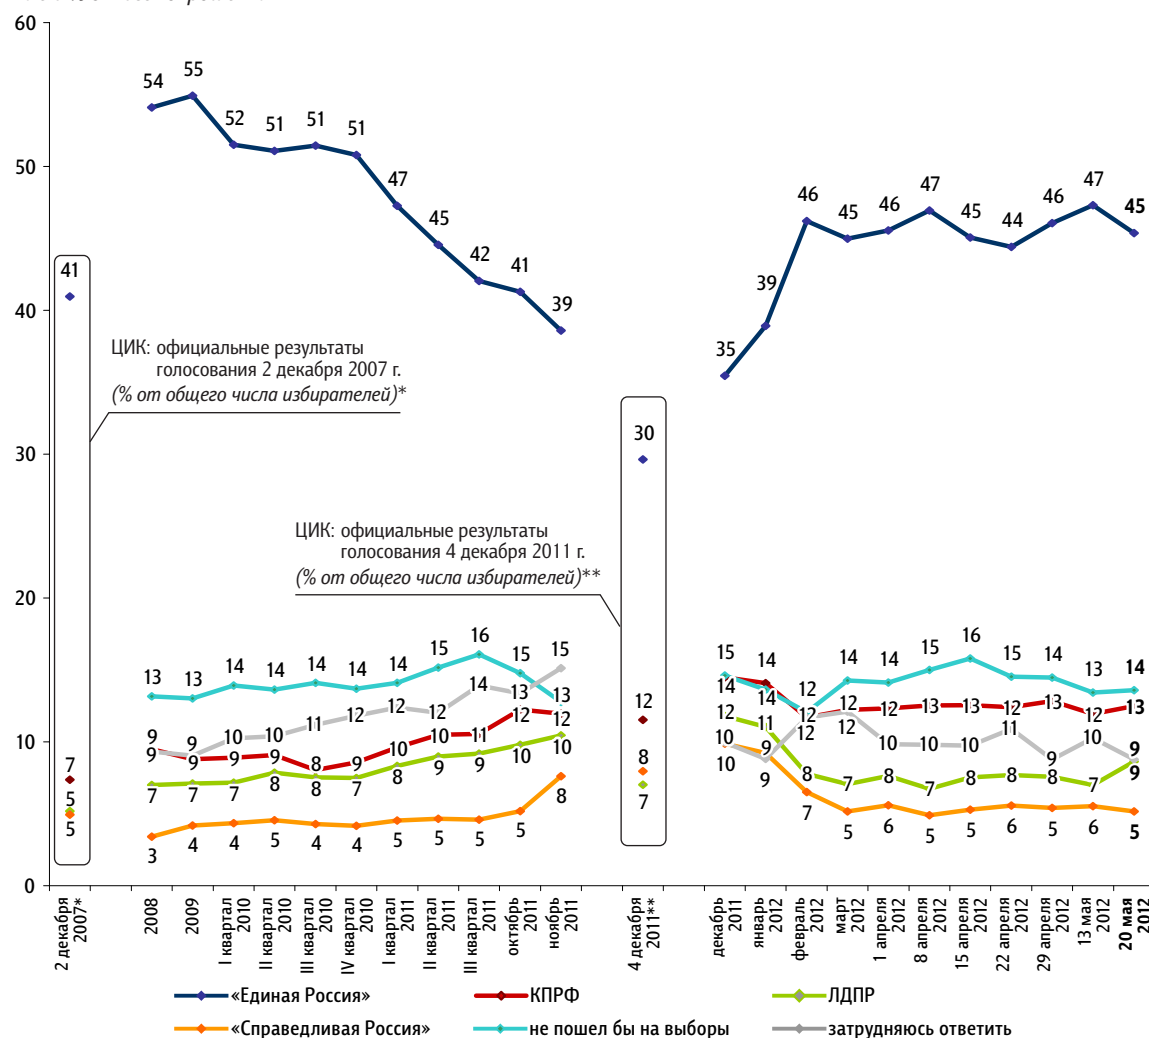 60
50
40
30
20
10
0
54
55
52
51
51
51
47
45
42
41
39
35
39
46
45
46
47
45
44
46
47
45
41
7
5
5
ЦИК: официальные результаты
голосования 2 декабря 2007 г.
(% от общего числа избирателей)*
30
12
8
7
ЦИК: официальные результаты
голосования 4 декабря 2011 г.
(% от общего числа избирателей)**
13 13 14 14 14 14 14 15 16 15 13
9 9 10 10 11 12 12 12 14 13 15
9 9 9 9 8 9 10 10 11 12 12
7 7 7 8 8 7 8 9 9 10 10
3 4 4 5 4 4 5 5 5 5 8
15 14 12 14 14 15 16 15 14 13 14
14 14 12 12 12 13 13 12 13 12 13
12 11 8 7 8 7 8 8 8 7 9
10 9 12 12 10 10 10 11 9 10 9
10 9 7 5 6 5 5 6 5 6 5
2 декабря 2007*
2008
2009
I квартал 2010
II квартал 2010
III квартал 2010
IV квартал 2010
I квартал 2011
II квартал 2011
III квартал 2011
октябрь 2011
ноябрь 2011
4 декабря 2011**
декабрь 2011
январь 2012
февраль 2012
март 2012
1 апреля 2012
8 апреля 2012
15 апреля 2012
22 апреля 2012
29 апреля 2012
13 мая 2012
20 мая 2012
«Единая Россия»
КПРФ
ЛДПР
«Справедливая Россия»
не пошел бы на выборы
затрудняюсь ответить